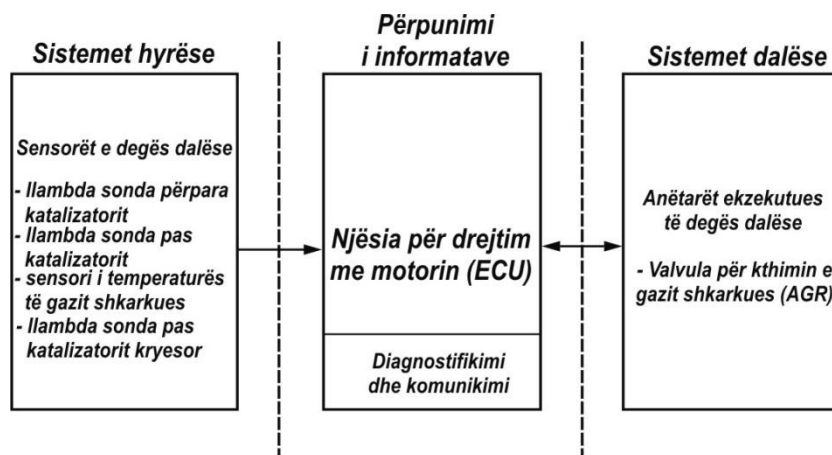 Sistemet hyrëse
Sensorët e degës dalëse
- llambda sonda përpara
katalizatorit
- llambda sonda pas
katalizatorit
- sensori i temperaturës
të gazit shkarkues
- llambda sonda pas
katalizatorit kryesor
Përpunimi
i informatave
Njësia për drejtim
me motorin (ECU)
Diagnostifikimi
dhe komunikimi
Sistemet dalëse
Anëtarët ekzekutues
të degës dalëse
- Valvula për kthimin e
gazit shkarkues (AGR)